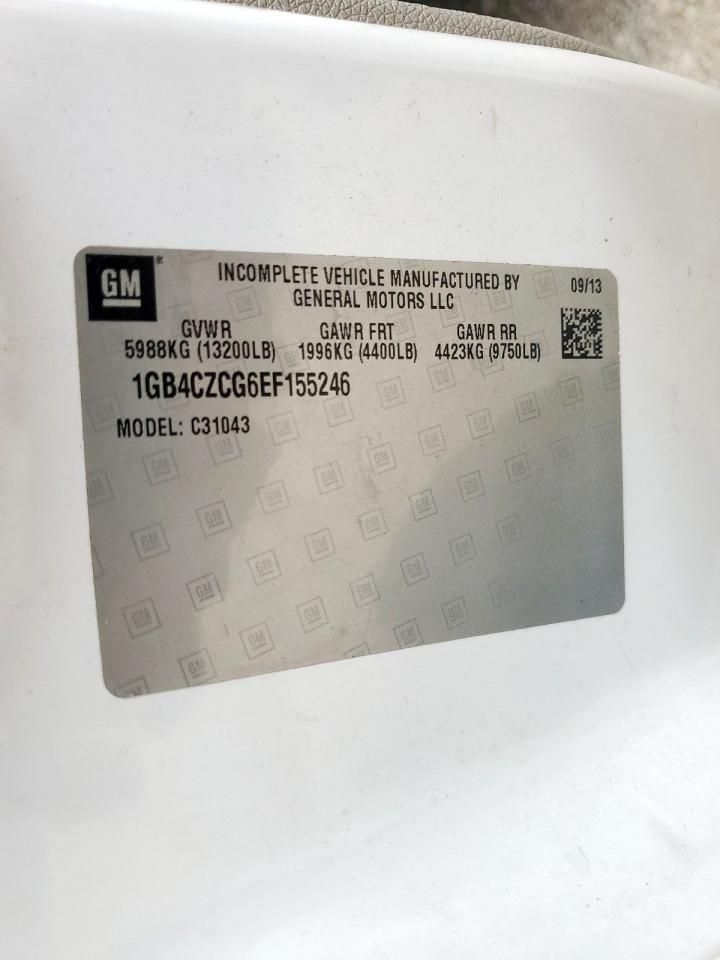 GM ®
INCOMPLETE VEHICLE MANUFACTURED BY
GENERAL MOTORS LLC
09/13
GVWR GAWR FRT GAWR RR
5988KG (13200LB) 1996KG (4400LB) 4423KG (9750LB)
1GB4CZCG6EF155246
MODEL: C31043